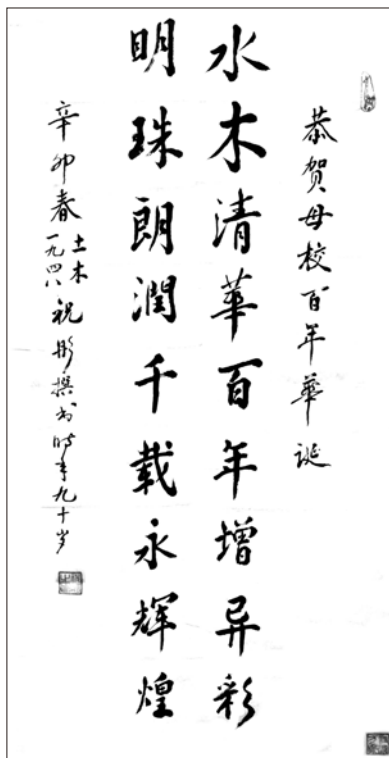 恭贺母校百年華诞
水木清華百年增异彩
明珠朗潤千载永辉煌
辛卯春
土木
一九四八
祝彤撰书时年九十岁